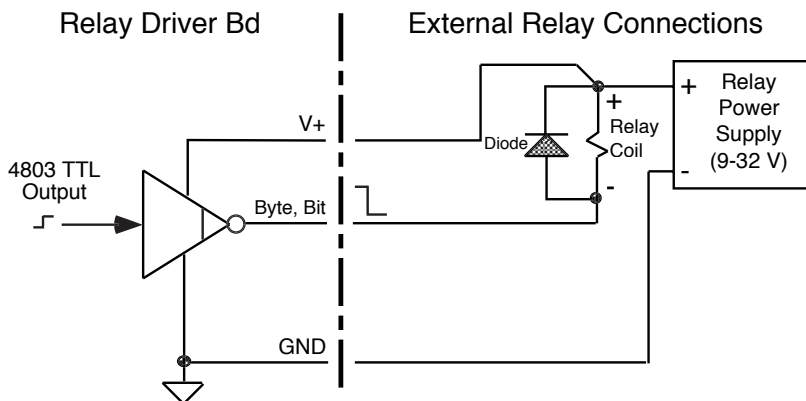 Relay Driver Bd
External Relay Connections
V+
+
Relay
Coil
Diode
-
+
-
Relay
Power
Supply
(9-32 V)
4803 TTL
Output
Byte, Bit
GND